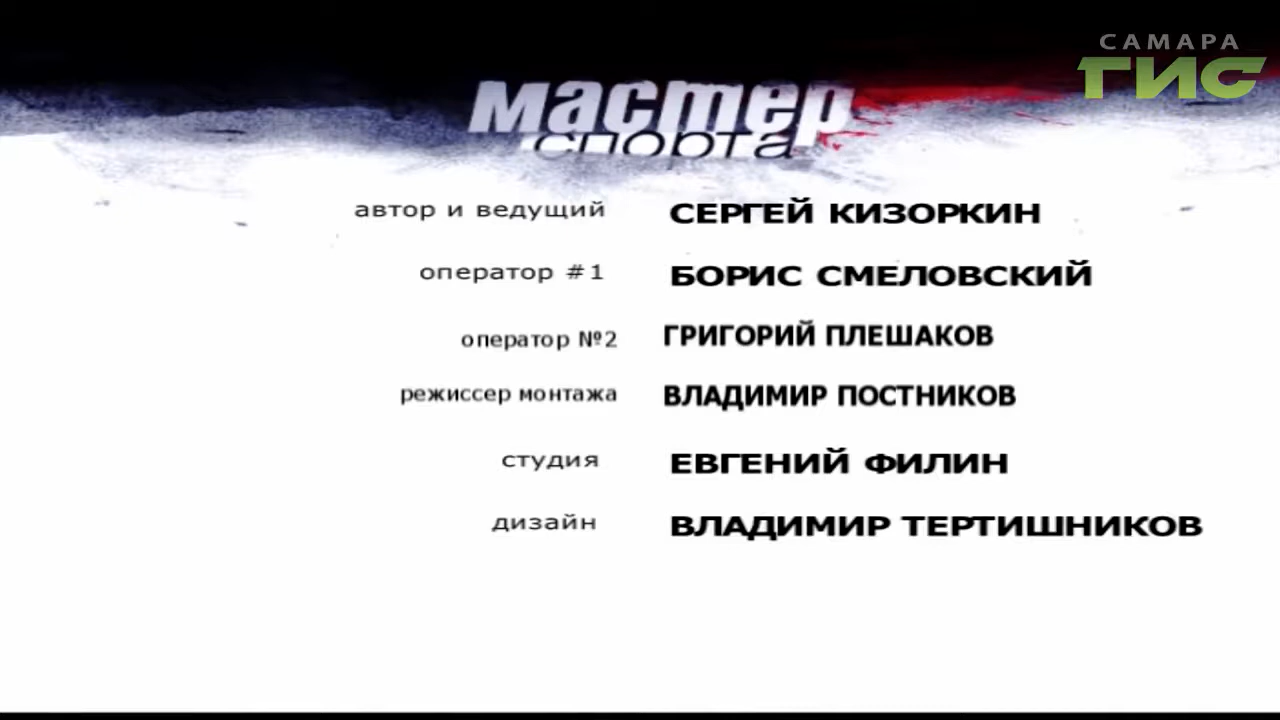 САМАРА
ГИС
мастер
спорта
автор и ведущий СЕРГЕЙ КИЗОРКИН
оператор #1 БОРИС СМЕЛОВСКИЙ
оператор №2 ГРИГОРИЙ ПЛЕШАКОВ
режиссер монтажа ВЛАДИМИР ПОСТНИКОВ
студия ЕВГЕНИЙ ФИЛИН
дизайн ВЛАДИМИР ТЕРТИШНИКОВ